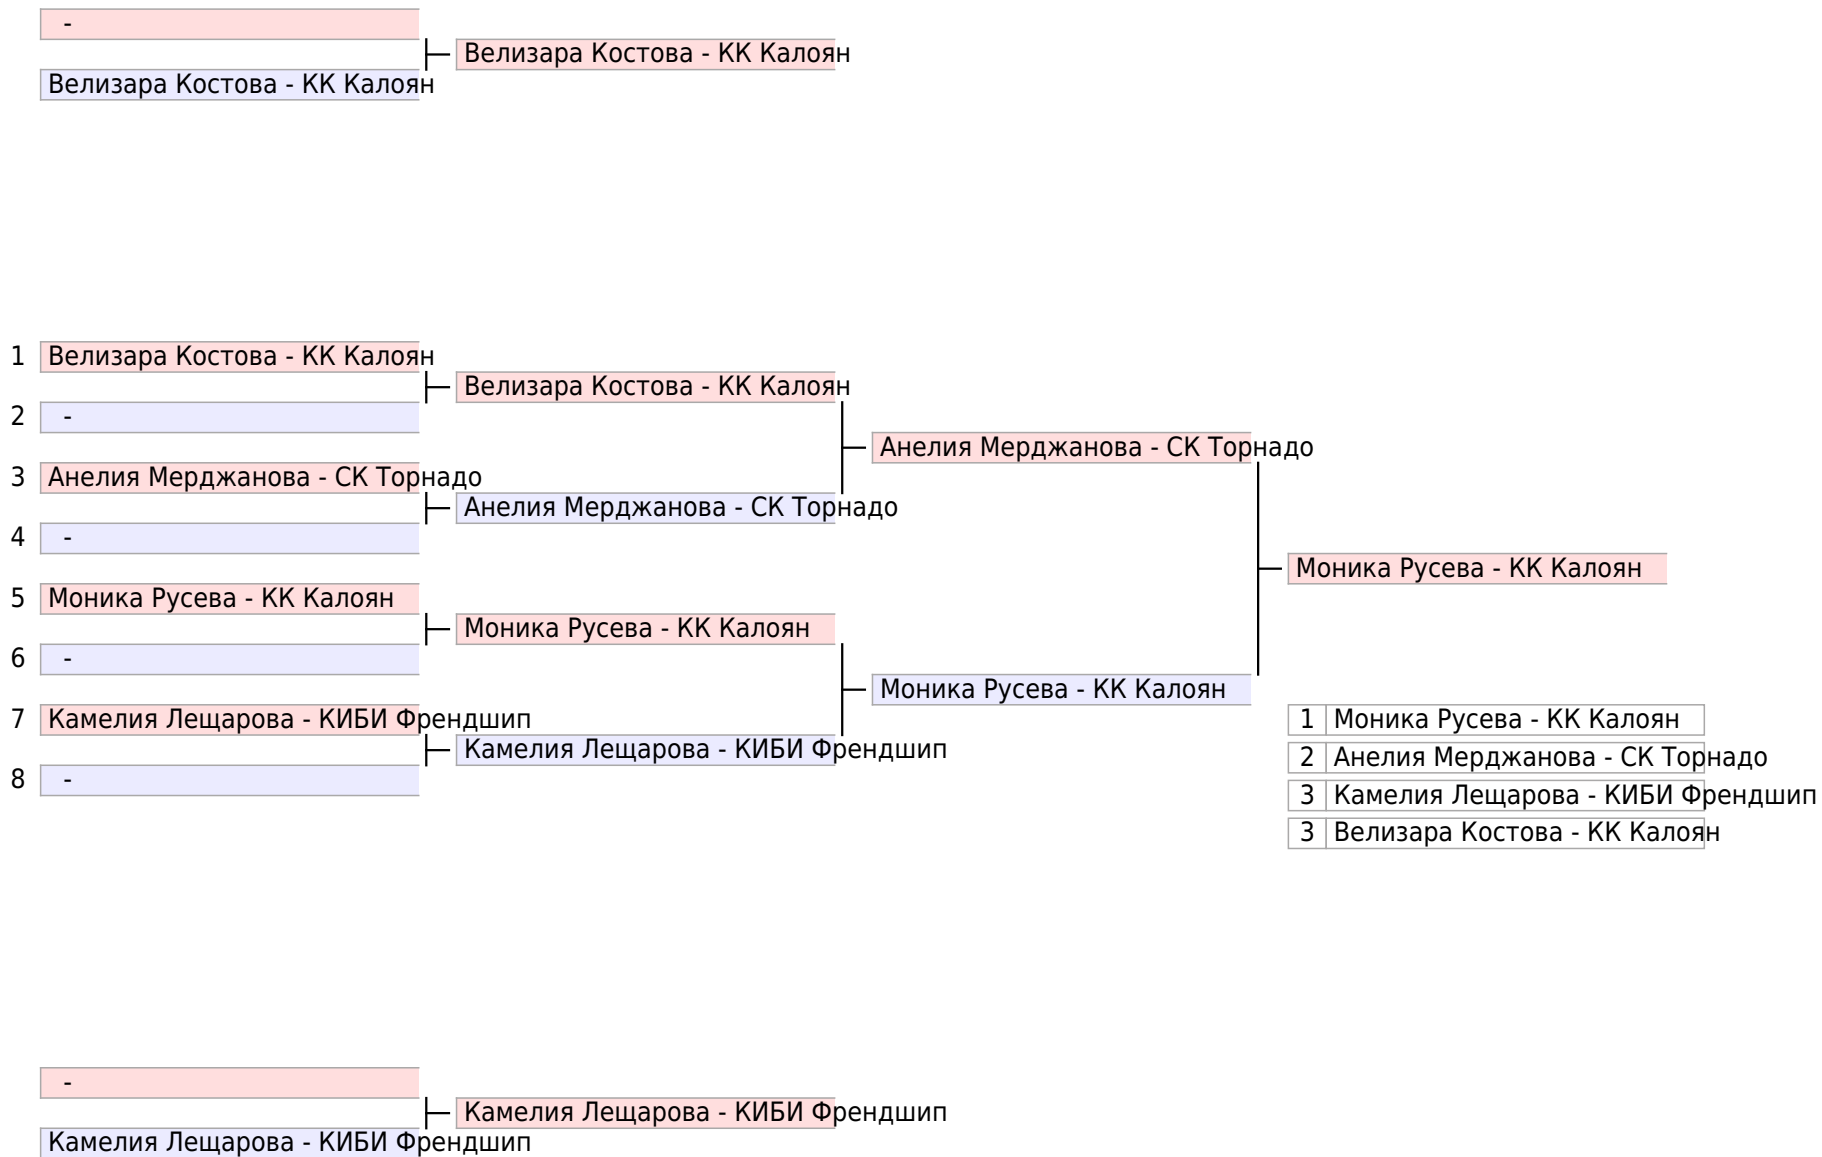 -
Велизара Костова - КК Калоян
Велизара Костова - КК Калоян
1 Велизара Костова - КК Калоян
Велизара Костова - КК Калоян
2 -
Анелия Мерджанова - СК Торнадо
3 Анелия Мерджанова - СК Торнадо
Анелия Мерджанова - СК Торнадо
4 -
Моника Русева - КК Калоян
5 Моника Русева - КК Калоян
Моника Русева - КК Калоян
6 -
Моника Русева - КК Калоян
7 Камелия Лещарова - КИБИ Френдшип
Камелия Лещарова - КИБИ Френдшип
8 -
1 Моника Русева - КК Калоян
2 Анелия Мерджанова - СК Торнадо
3 Камелия Лещарова - КИБИ Френдшип
3 Велизара Костова - КК Калоян
-
Камелия Лещарова - КИБИ Френдшип
Камелия Лещарова - КИБИ Френдшип